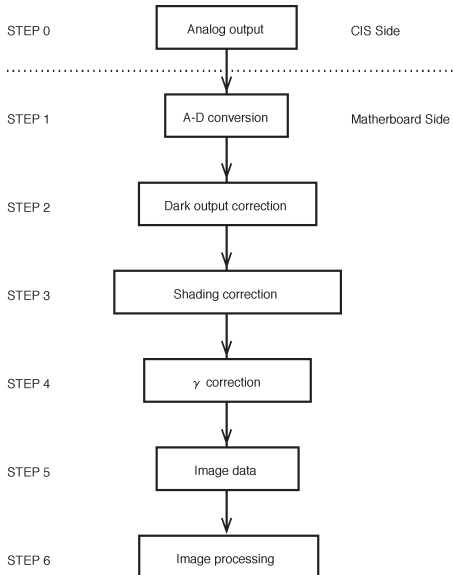 STEP 0 Analog output CIS Side
STEP 1 A-D conversion Matherboard Side
STEP 2 Dark output correction
STEP 3 Shading correction
STEP 4 γ correction
STEP 5 Image data
STEP 6 Image processing